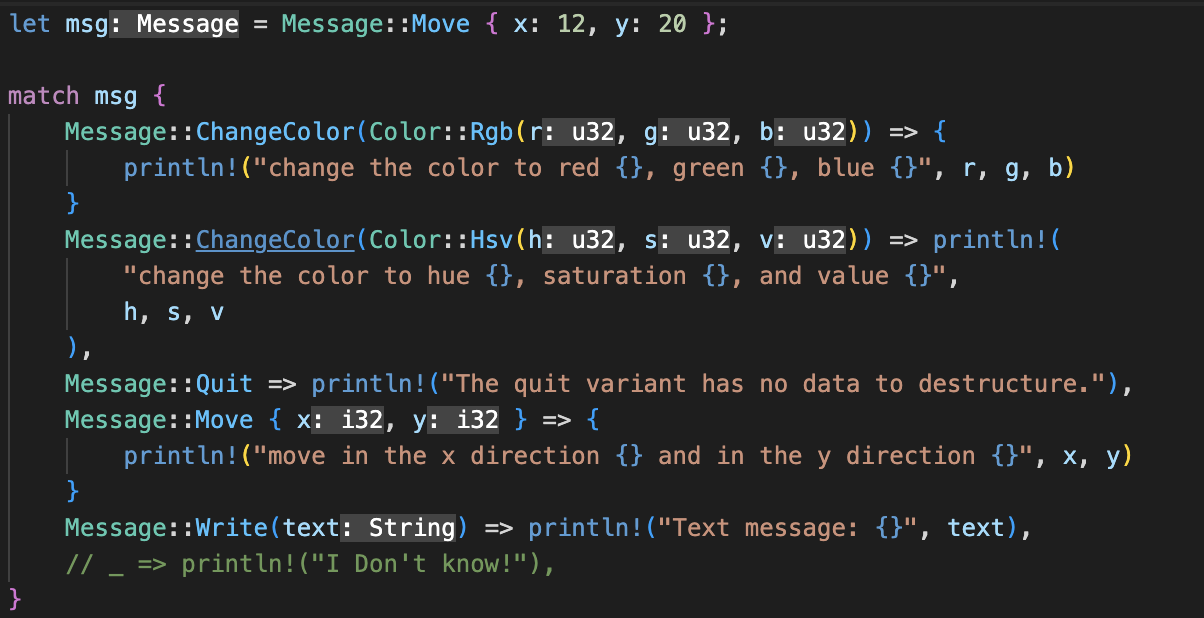 let msg: Message = Message::Move { x: 12, y: 20 };
match msg {
    Message::ChangeColor(Color::Rgb(r: u32, g: u32, b: u32)) => {
        println!("change the color to red {}, green {}, blue {}", r, g, b)
    }
    Message::ChangeColor(Color::Hsv(h: u32, s: u32, v: u32)) => println!(
        "change the color to hue {}, saturation {}, and value {}",
        h, s, v
    ),
    Message::Quit => println!("The quit variant has no data to destructure."),
    Message::Move { x: i32, y: i32 } => {
        println!("move in the x direction {} and in the y direction {}", x, y)
    }
    Message::Write(text: String) => println!("Text message: {}", text),
    // _ => println!("I Don't know!"),
}